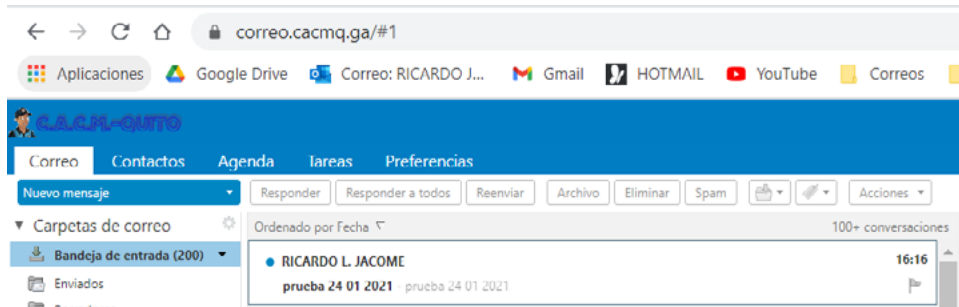 correo.cacmq.ga/#1
Aplicaciones Google Drive Correo: RICARDO J... Gmail HOTMAIL YouTube Correos
C.A.C.M.-QUITO
Correo Contactos Agenda Tareas Preferencias
Nuevo mensaje Responder Responder a todos Reenviar Archivo Eliminar Spam Acciones
Carpetas de correo Ordenado por Fecha 100+ conversaciones
Bandeja de entrada (200) RICARDO L. JACOME 16:16
Enviados prueba 24 01 2021 - prueba 24 01 2021